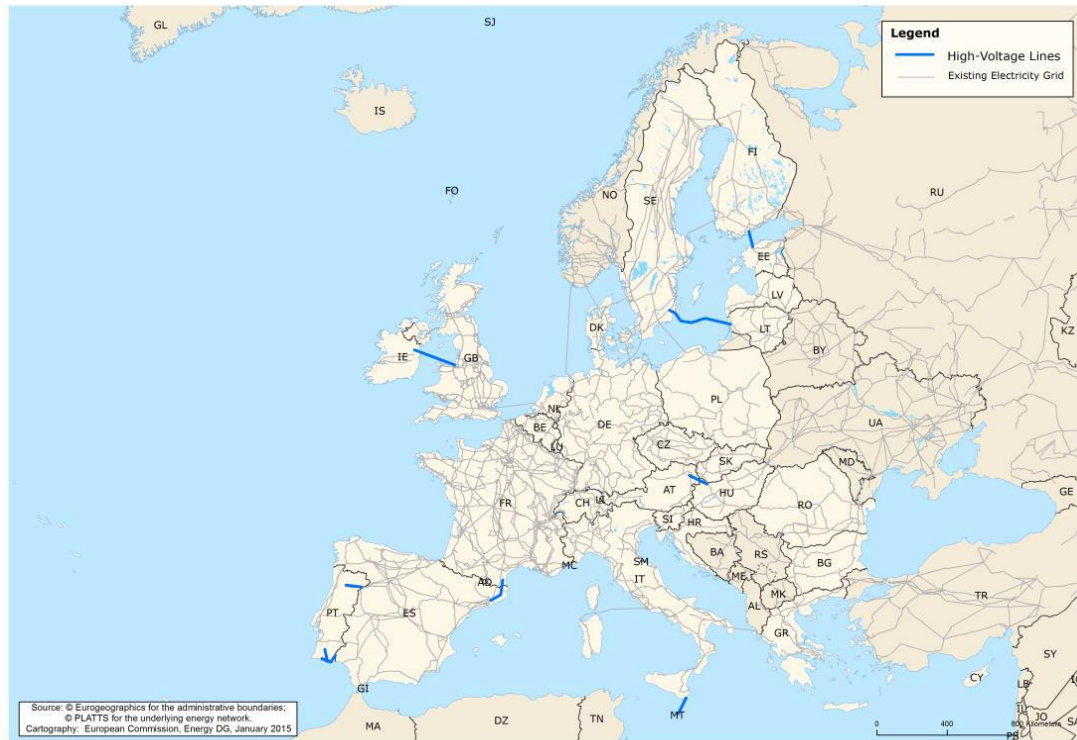 GL
SJ
Legend
High-Voltage Lines
Existing Electricity Grid
IS
FI
FO
NO
SE
RU
EE
LV
LT
DK
KZ
IE
GB
BY
PL
NL
BE
DE
UA
LU
CZ
SK
MD
AT
HU
FR
CH
LI
RO
GE
SI
HR
BA
RS
SM
MC
IT
BG
ME
AD
MK
PT
ES
AL
TR
GR
SY
CY
LB
GI
MT
IL
MA
DZ
TN
PS
JO
SA
0 400 800 Kilometers
Source: © Eurogeographics for the administrative boundaries;
© PLATTS for the underlying energy network.
Cartography: European Commission, Energy DG, January 2015